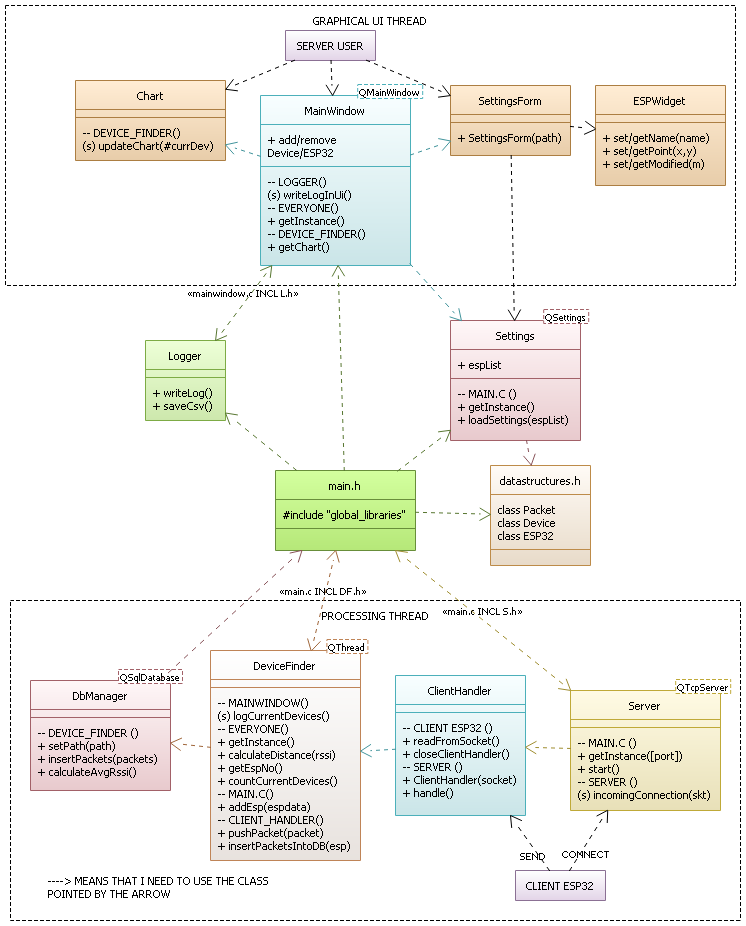 GRAPHICAL UI THREAD
SERVER USER
Chart
-- DEVICE_FINDER()
(s) updateChart(#currDev)
QMainWindow
MainWindow
+ add/remove
Device/ESP32
-- LOGGER()
(s) writeLogInUi()
-- EVERYONE()
+ getInstance()
-- DEVICE_FINDER()
+ getChart()
SettingsForm
+ SettingsForm(path)
ESPWidget
+ set/getName(name)
+ set/getPoint(x,y)
+ set/getModified(m)
«mainwindow.c INCL L.h»
Logger
+ writeLog()
+ saveCsv()
QSettings
Settings
+ espList
-- MAIN.C ()
+ getInstance()
+ loadSettings(espList)
main.h
#include "global_libraries"
datastructures.h
class Packet
class Device
class ESP32
«main.c INCL DF.h»
«main.c INCL S.h»
PROCESSING THREAD
QSqlDatabase
DbManager
-- DEVICE_FINDER ()
+ setPath(path)
+ insertPackets(packets)
+ calculateAvgRssi()
QThread
DeviceFinder
-- MAINWINDOW()
(s) logCurrentDevices()
-- EVERYONE()
+ getInstance()
+ calculateDistance(rssi)
+ getEspNo()
+ countCurrentDevices()
-- MAIN.C()
+ addEsp(espdata)
-- CLIENT_HANDLER()
+ pushPacket(packet)
+ insertPacketsIntoDB(esp)
ClientHandler
-- CLIENT ESP32 ()
+ readFromSocket()
+ closeClientHandler()
-- SERVER ()
+ ClientHandler(socket)
+ handle()
QTcpServer
Server
-- MAIN.C ()
+ getInstance([port])
+ start()
-- SERVER ()
(s) incomingConnection(skt)
SEND
CONNECT
CLIENT ESP32
----> MEANS THAT I NEED TO USE THE CLASS
POINTED BY THE ARROW